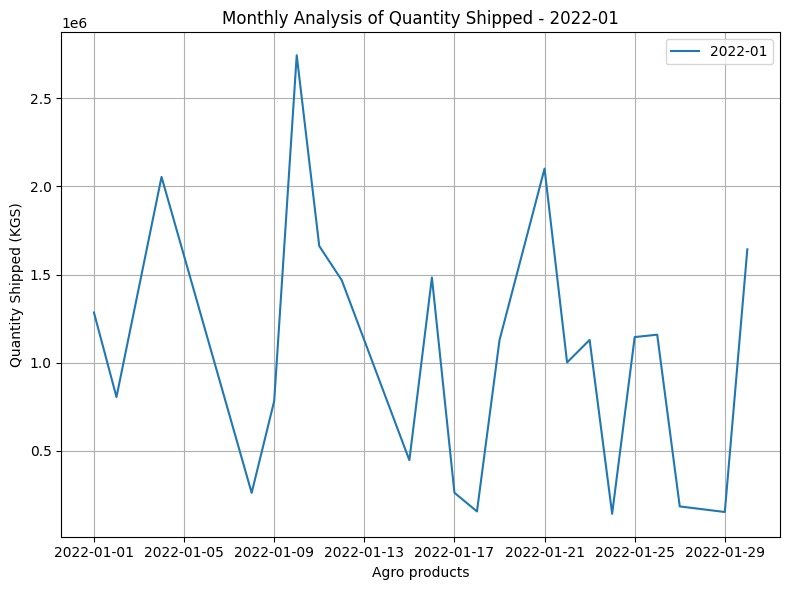 Monthly Analysis of Quantity Shipped - 2022-01
1e6
2022-01
2.5
2.0
1.5
1.0
0.5
Quantity Shipped (KGS)
2022-01-01 2022-01-05 2022-01-09 2022-01-13 2022-01-17 2022-01-21 2022-01-25 2022-01-29
Agro products